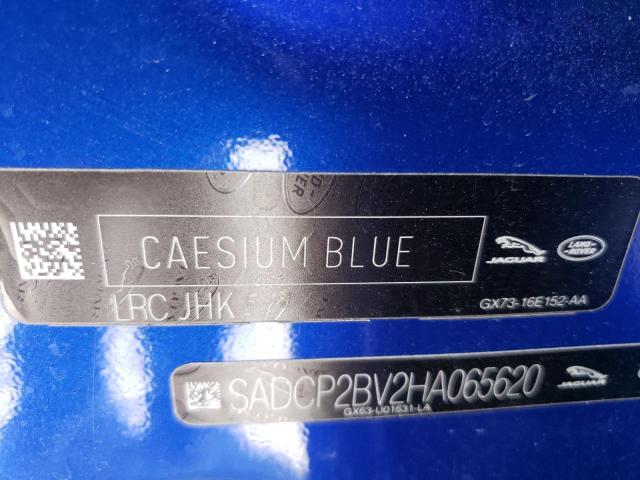 CAESIUM BLUE
JAGUAR
LAND-
ROVER
LRC JHK
GX73-16E152-AA
SADCP2BV2HA065620
JAGUAR
GX63-U01631-LA